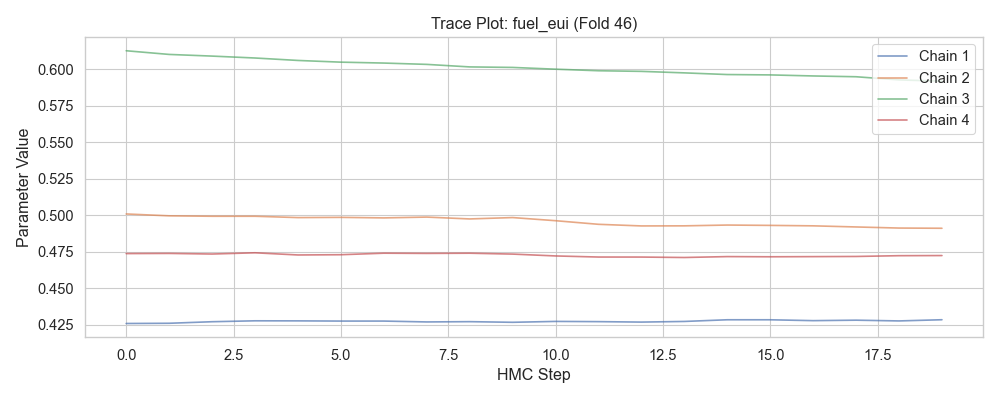 Trace Plot: fuel_eui (Fold 46)
Parameter Value
0.600
0.575
0.550
0.525
0.500
0.475
0.450
0.425
Chain 1
Chain 2
Chain 3
Chain 4
0.0 2.5 5.0 7.5 10.0 12.5 15.0 17.5
HMC Step